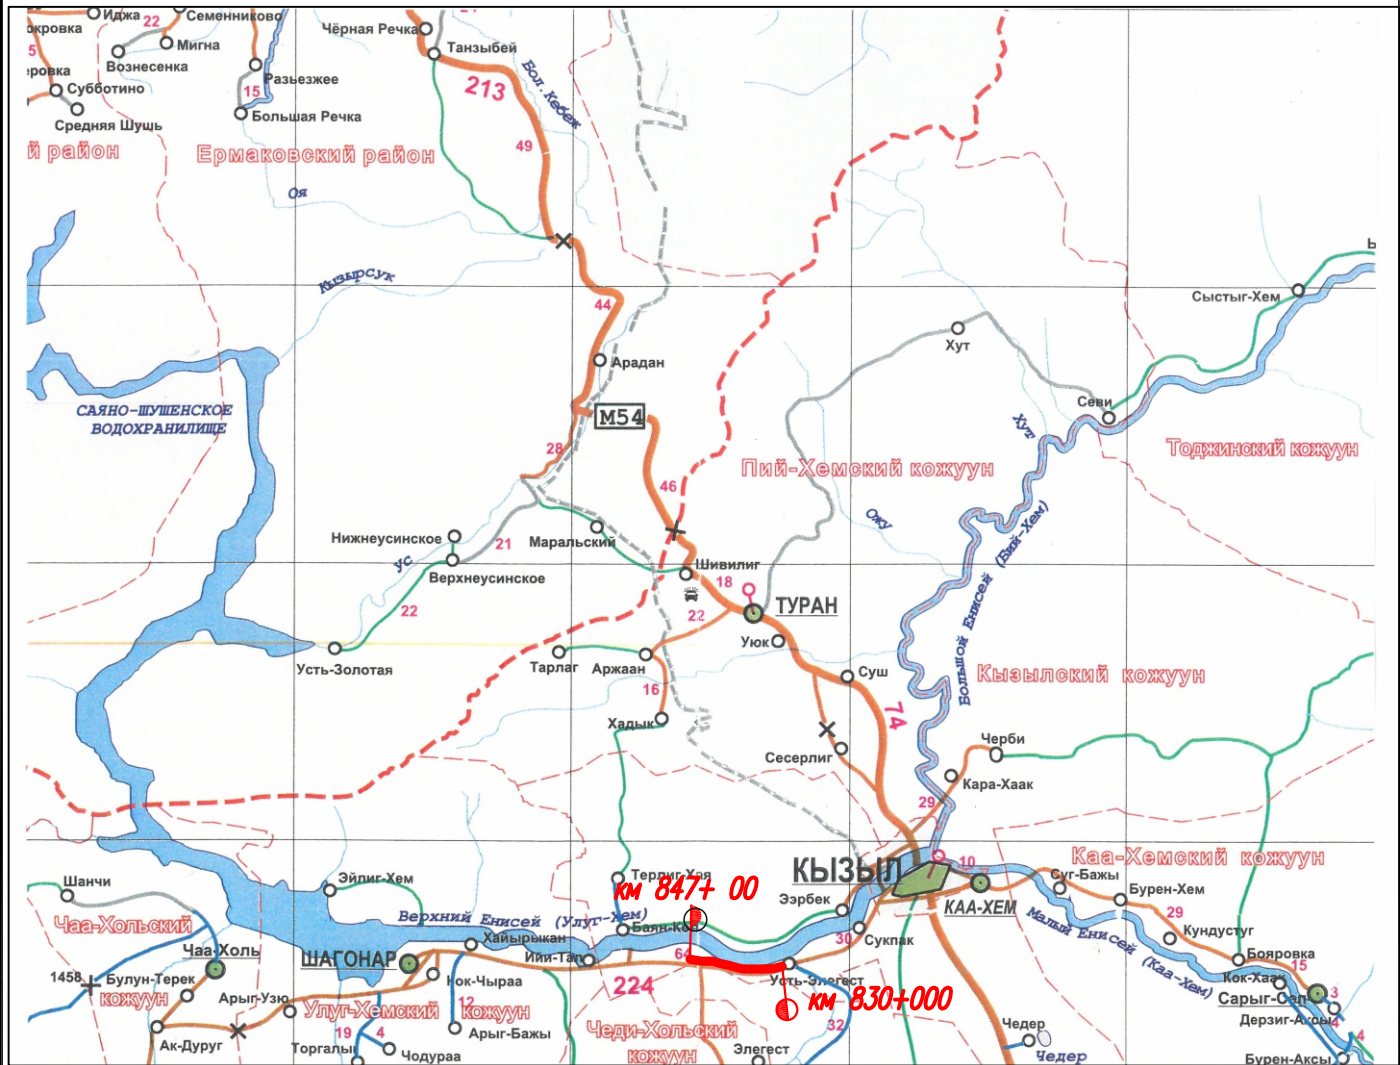 Иджа
22
Семенниково
окровка
Мигна
5
Вознесенка
Чёрная Речка
Танзыбей
213
Бол. Кебеж
Разъезжее
Субботино
15
Большая Речка
Средняя Шушь
й район
Ермаковский район
49
Оя
Кызырсук
44
Сыстыг-Хем
Хут
Арадан
М54
САЯНО-ШУШЕНСКОЕ
ВОДОХРАНИЛИЩЕ
Севи
Хут
28
Пий-Хемский кожуун
Тоджинский кожуун
46
Ожу
Нижнеусинское
21
Маральский
Большой Енисей (Бий-Хем)
ус
Верхнеусинское
Шивилиг
18
22
22
ТУРАН
Уюк
Усть-Золотая
Тарлаг
Аржаан
Суш
Кызылский кожуун
16
Хадык
74
Черби
Сесерлиг
Кара-Хаак
29
Шанчи
Эйлиг-Хем
Терлиг-Хая
км 847+ 00
КЫЗЫЛ
10
Каа-Хемский кожуун
Суг-Бажы
Бурен-Хем
КАА-ХЕМ
Ээрбек
Чаа-Хольский
Верхний Енисей (Улуг-Хем)
Баян-Кол
29
Малый Енисей (Каа-Хем)
Кундустуг
30
Сукпак
Чаа-Холь
ШАГОНАР
Хайыракан
Ийи-Тал
64
Бояровка
15
1458
Булун-Терек
кожуун
Кок-Чыраа
224
Усть-Элегест
Кок-Хаак
Сарыг-Сеп
3
Арыг-Узю
Улуг-Хемский
12
кожуун
км 830+000
Дерзиг-Аксы
4
19
4
Арыг-Бажы
Чеди-Хольский
кожуун
32
Чедер
Ак-Дуруг
Торгалыг
Чодураа
Элегест
Чедер
4
Бурен-Аксы